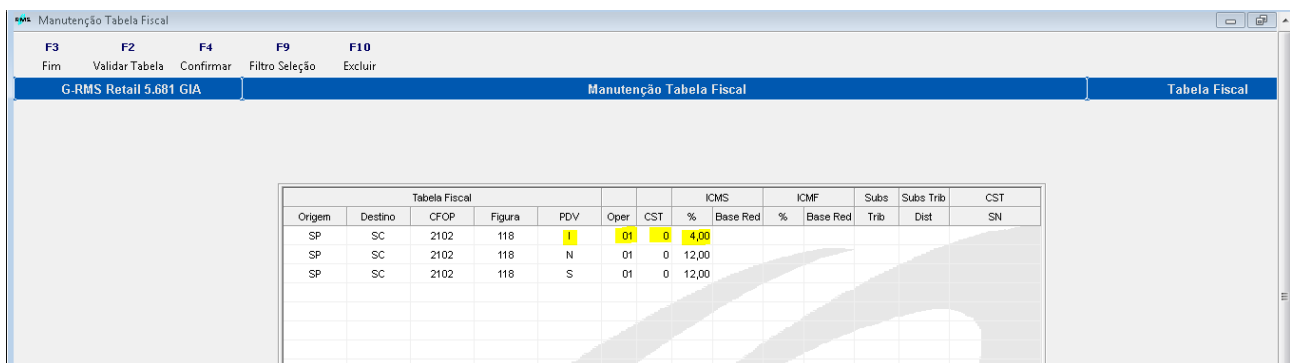 RMS Manutenção Tabela Fiscal
F3 F2 F4 F9 F10
Fim Validar Tabela Confirmar Filtro Seleção Excluir
G-RMS Retail 5.681 GIA Manutenção Tabela Fiscal Tabela Fiscal
Tabela Fiscal ICMS ICMF Subs Subs Trib CST
Origem Destino CFOP Figura PDV Oper CST % Base Red % Base Red Trib Dist SN
SP SC 2102 118 I 01 0 4,00
SP SC 2102 118 N 01 0 12,00
SP SC 2102 118 S 01 0 12,00